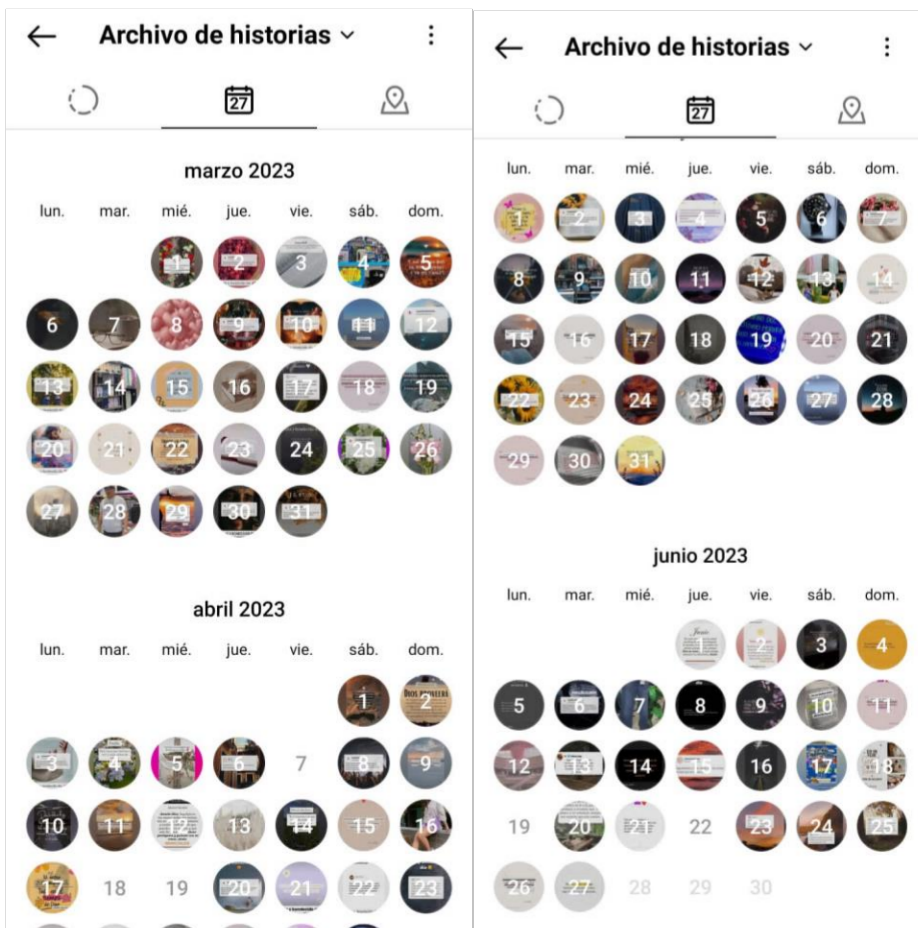 Archivo de historias
27
marzo 2023
lun. mar. mié. jue. vie. sáb. dom.
1 2 3 4 5
6 7 8 9 10 11 12
13 14 15 16 17 18 19
20 21 22 23 24 25 26
27 28 29 30 31
abril 2023
lun. mar. mié. jue. vie. sáb. dom.
1 2
3 4 5 6 7 8 9
10 11 12 13 14 15 16
17 18 19 20 21 22 23
Archivo de historias
27
lun. mar. mié. jue. vie. sáb. dom.
1 2 3 4 5 6 7
8 9 10 11 12 13 14
15 16 17 18 19 20 21
22 23 24 25 26 27 28
29 30 31
junio 2023
lun. mar. mié. jue. vie. sáb. dom.
1 2 3 4
5 6 7 8 9 10 11
12 13 14 15 16 17 18
19 20 21 22 23 24 25
26 27 28 29 30